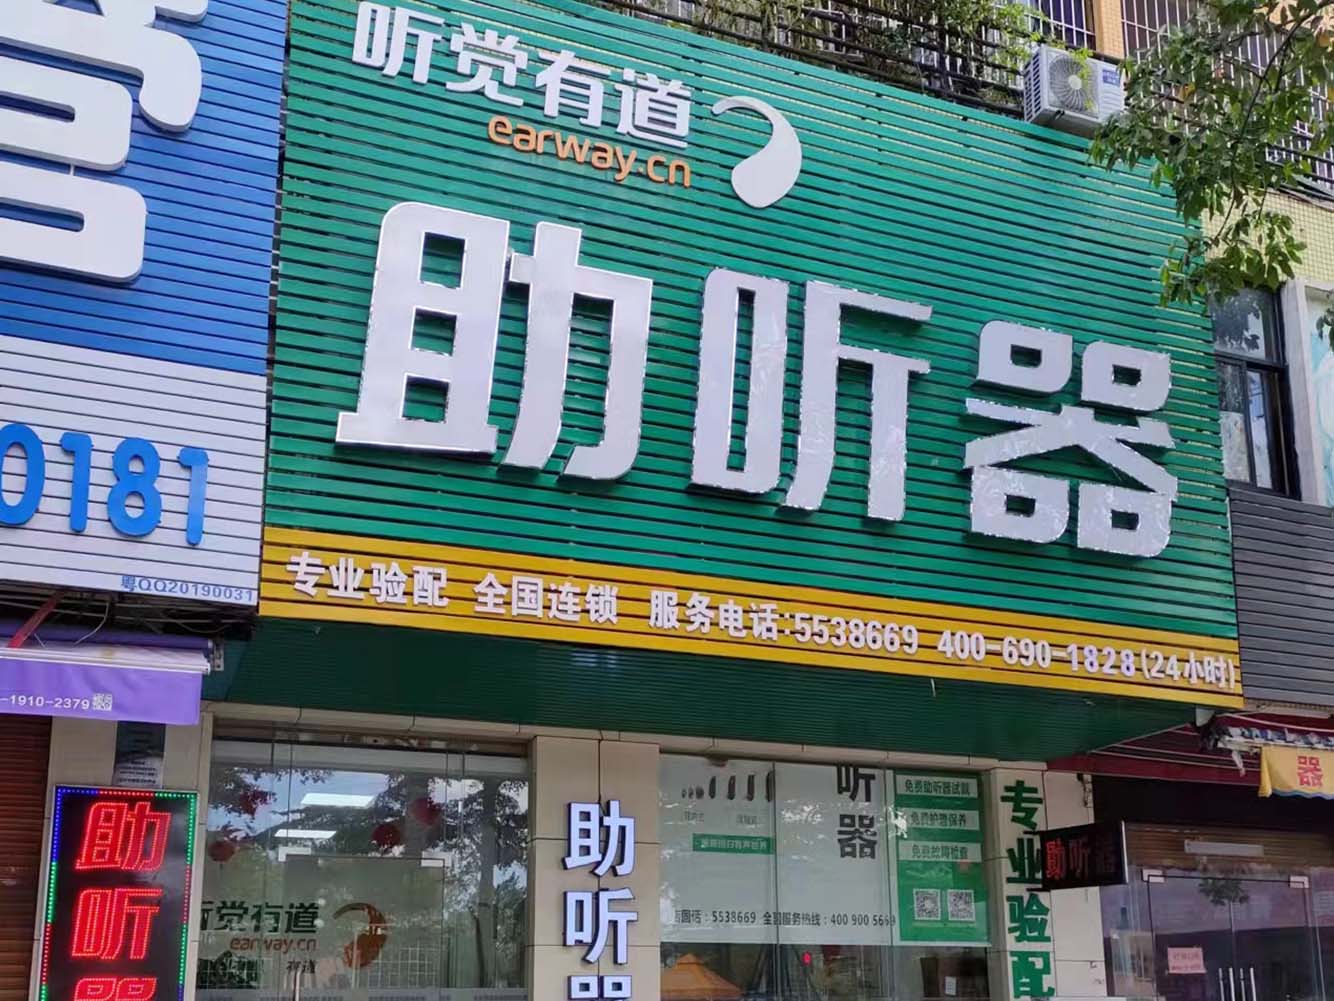 听觉有道
earway.cn
助听器
专业验配 全国连锁 服务电话:5538669 400-690-1828(24小时)
0181
粤QQ20190031
-1910-2379
助听器
助听器
听觉有道
earway.cn
听器
免费助听器试戴
免费护理保养
免费故障检查
5538669 全国服务热线：400 900 5669
专业验配
助听器
器